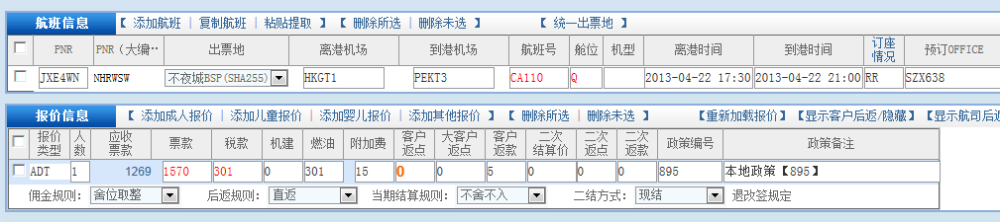 航班信息 【 添加航班 | 复制航班 | 粘贴提取 】 【 删除所选 | 删除未选 】 【 统一出票地 】
PNR PNR（大编… 出票地 离港机场 到港机场 航班号 舱位 机型 离港时间 到港时间 订座情况 预订OFFICE
JXE4WN NHRWSW 不夜城BSP(SHA255) HKGT1 PEKT3 CA110 Q 2013-04-22 17:30 2013-04-22 21:00 RR SZX638
报价信息 【 添加成人报价 | 添加儿童报价 | 添加婴儿报价 | 添加其他报价 】 【 删除所选 | 删除未选 】 【重新加载报价】【显示客户后返/隐藏】【显示航司后返
报价类型 人数 应收票款 票款 税款 机建 燃油 附加费 客户返点 大客户返点 客户返款 二次结算价 二次返点 二次返款 政策编号 政策备注
ADT 1 1269 1570 301 0 301 15 0 0 5 0 0 0 895 本地政策【895】
佣金规则: 舍位取整 后返规则: 直返 当期结算规则: 不舍不入 二结方式: 现结 退改签规定